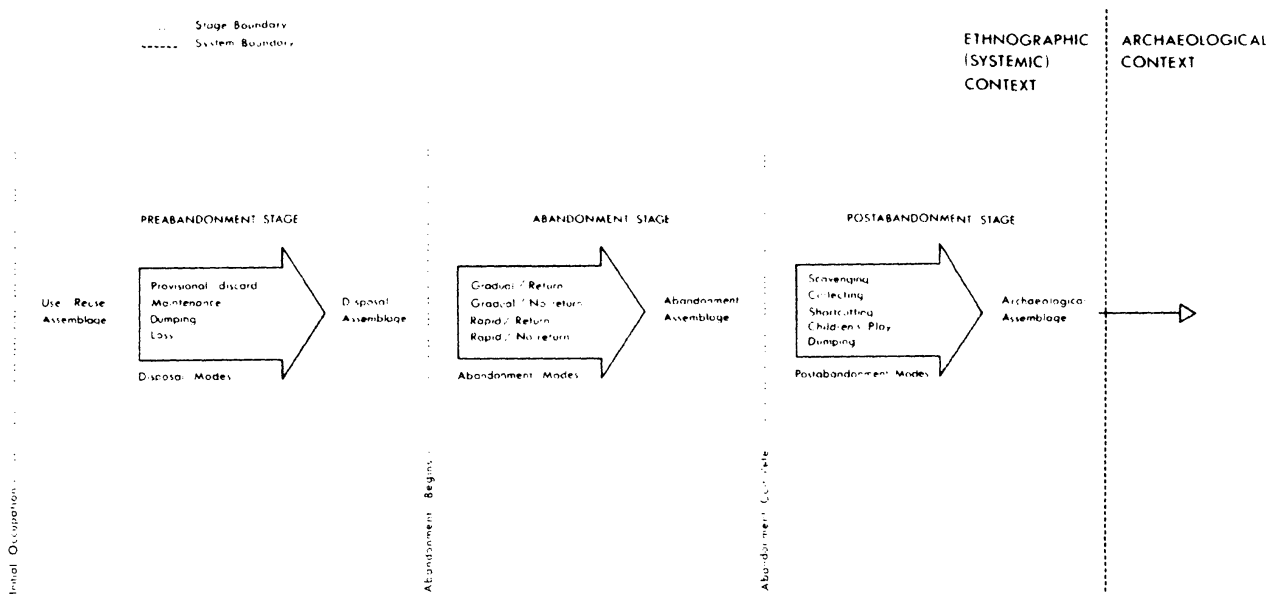 Stage Boundary
System Boundary
ETHNOGRAPHIC
(SYSTEMIC)
CONTEXT
ARCHAEOLOGICAL
CONTEXT
PREABANDONMENT STAGE
Use Reuse
Assemblage
Provisional discard
Maintenance
Dumping
Loss
Disposal Modes
Disposal
Assemblage
ABANDONMENT STAGE
Gradual / Return
Gradual / No return
Rapid / Return
Rapid / No return
Abandonment Modes
Abandonment
Assemblage
POSTABANDONMENT STAGE
Scavenging
Collecting
Shortcutting
Children's Play
Dumping
Postabandonment Modes
Archaeological
Assemblage
Initial Occupation
Abandonment Begins
Abandonment Complete